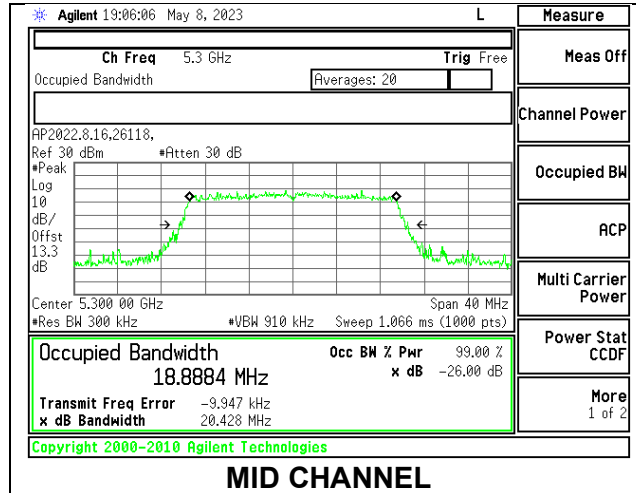 Agilent 19:06:06 May 8, 2023 L
Measure
Ch Freq 5.3 GHz Trig Free
Occupied Bandwidth Averages: 20
AP2022.8.16,26118,
Ref 30 dBm #Atten 30 dB
#Peak
Log
10
dB/
Offst
13.3
dB
Center 5.300 00 GHz Span 40 MHz
#Res BW 300 kHz #VBW 910 kHz Sweep 1.066 ms (1000 pts)
Occupied Bandwidth Occ BW % Pwr 99.00 %
18.8884 MHz x dB -26.00 dB
Transmit Freq Error -9.947 kHz
x dB Bandwidth 20.428 MHz
Copyright 2000-2010 Agilent Technologies
Meas Off
Channel Power
Occupied BW
ACP
Multi Carrier
Power
Power Stat
CCDF
More
1 of 2
MID CHANNEL